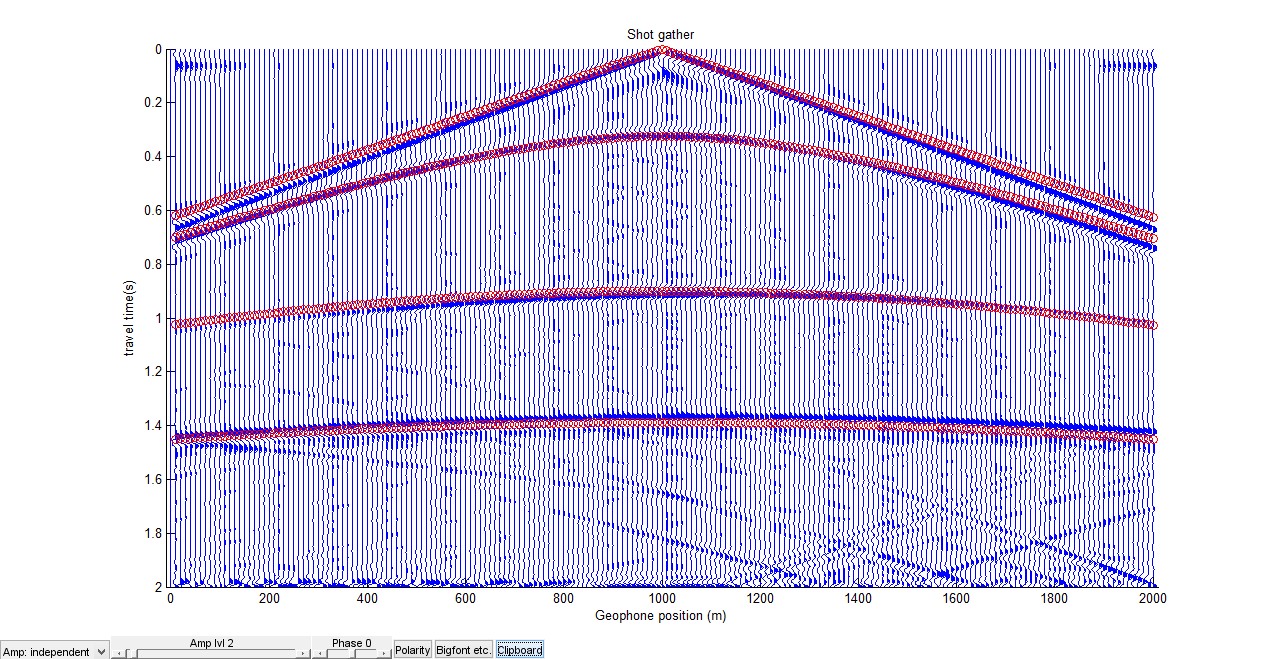 Shot gather
0
0.2
0.4
0.6
0.8
1
1.2
1.4
1.6
1.8
2
travel time(s)
0 200 400 600 800 1000 1200 1400 1600 1800 2000
Geophone position (m)
Amp: independent
Amp lvl 2
Phase 0
Polarity
Bigfont etc.
Clipboard